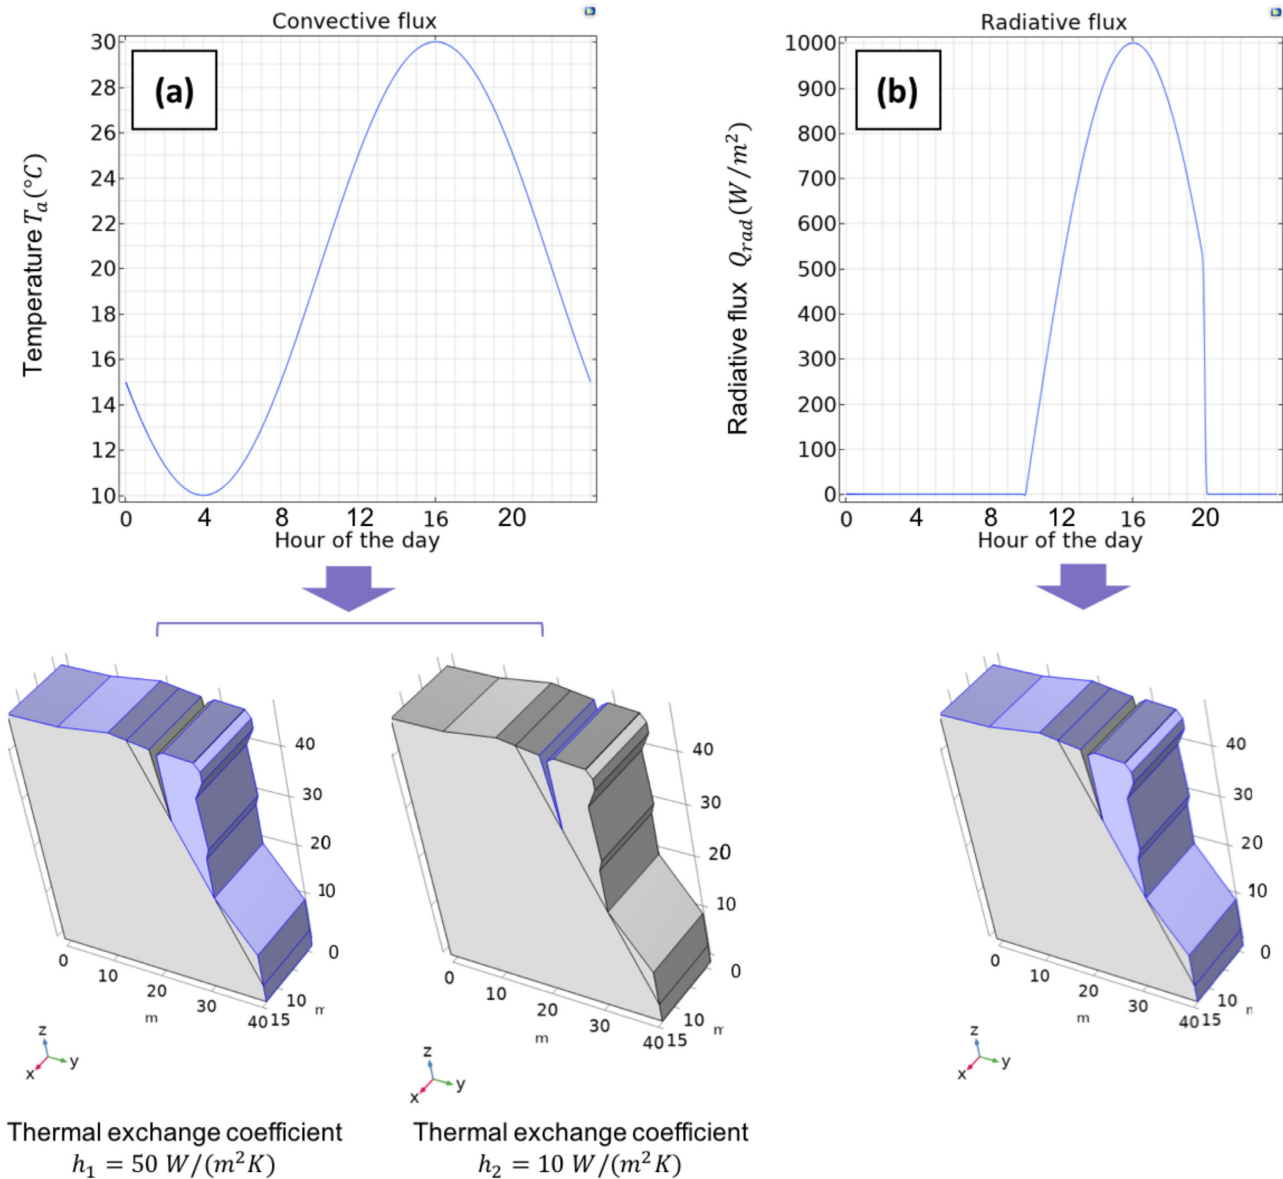 Convective flux
(a)
Temperature T_a(°C)
30
28
26
24
22
20
18
16
14
12
10
0 4 8 12 16 20
Hour of the day
Radiative flux
(b)
Radiative flux Q_rad(W/m²)
1000
900
800
700
600
500
400
300
200
100
0
0 4 8 12 16 20
Hour of the day
40
30
20
10
0
0
10
20
30
40 15
10
m
z
y
x
Thermal exchange coefficient
h₁ = 50 W/(m²K)
40
30
20
10
0
0
10
20
30
40 15
10
m
z
y
x
Thermal exchange coefficient
h₂ = 10 W/(m²K)
40
30
20
10
0
0
10
20
30
40 15
10
m
z
y
x